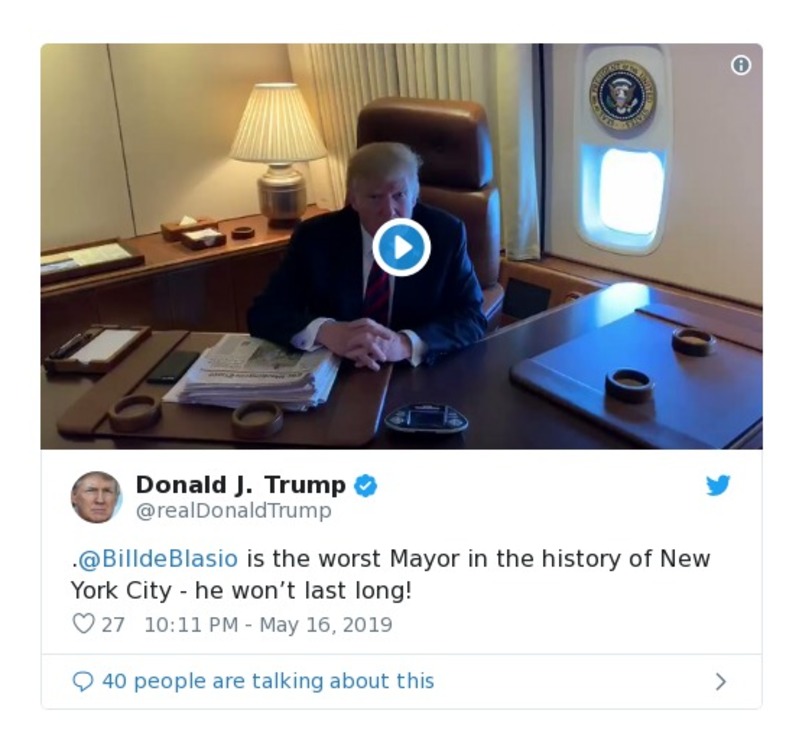 Donald J. Trump
@realDonaldTrump
.@BilldeBlasio is the worst Mayor in the history of New
York City - he won’t last long!
27 10:11 PM - May 16, 2019
40 people are talking about this